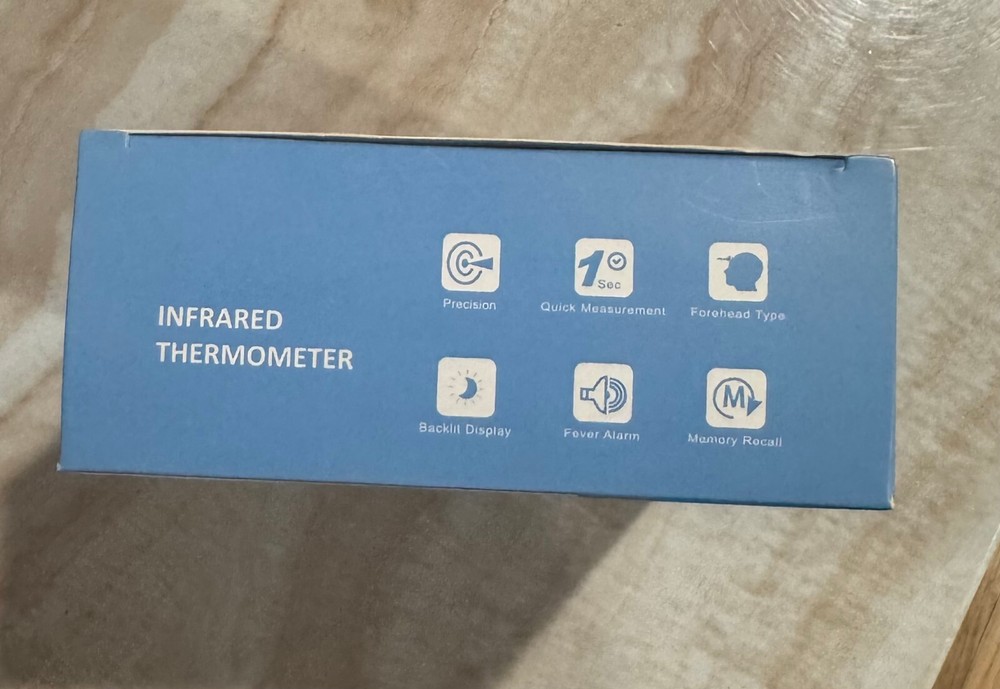 INFRARED
THERMOMETER
Precision
1 Sec
Quick Measurement
Forehead Type
Backlit Display
Fever Alarm
M
Memory Recall